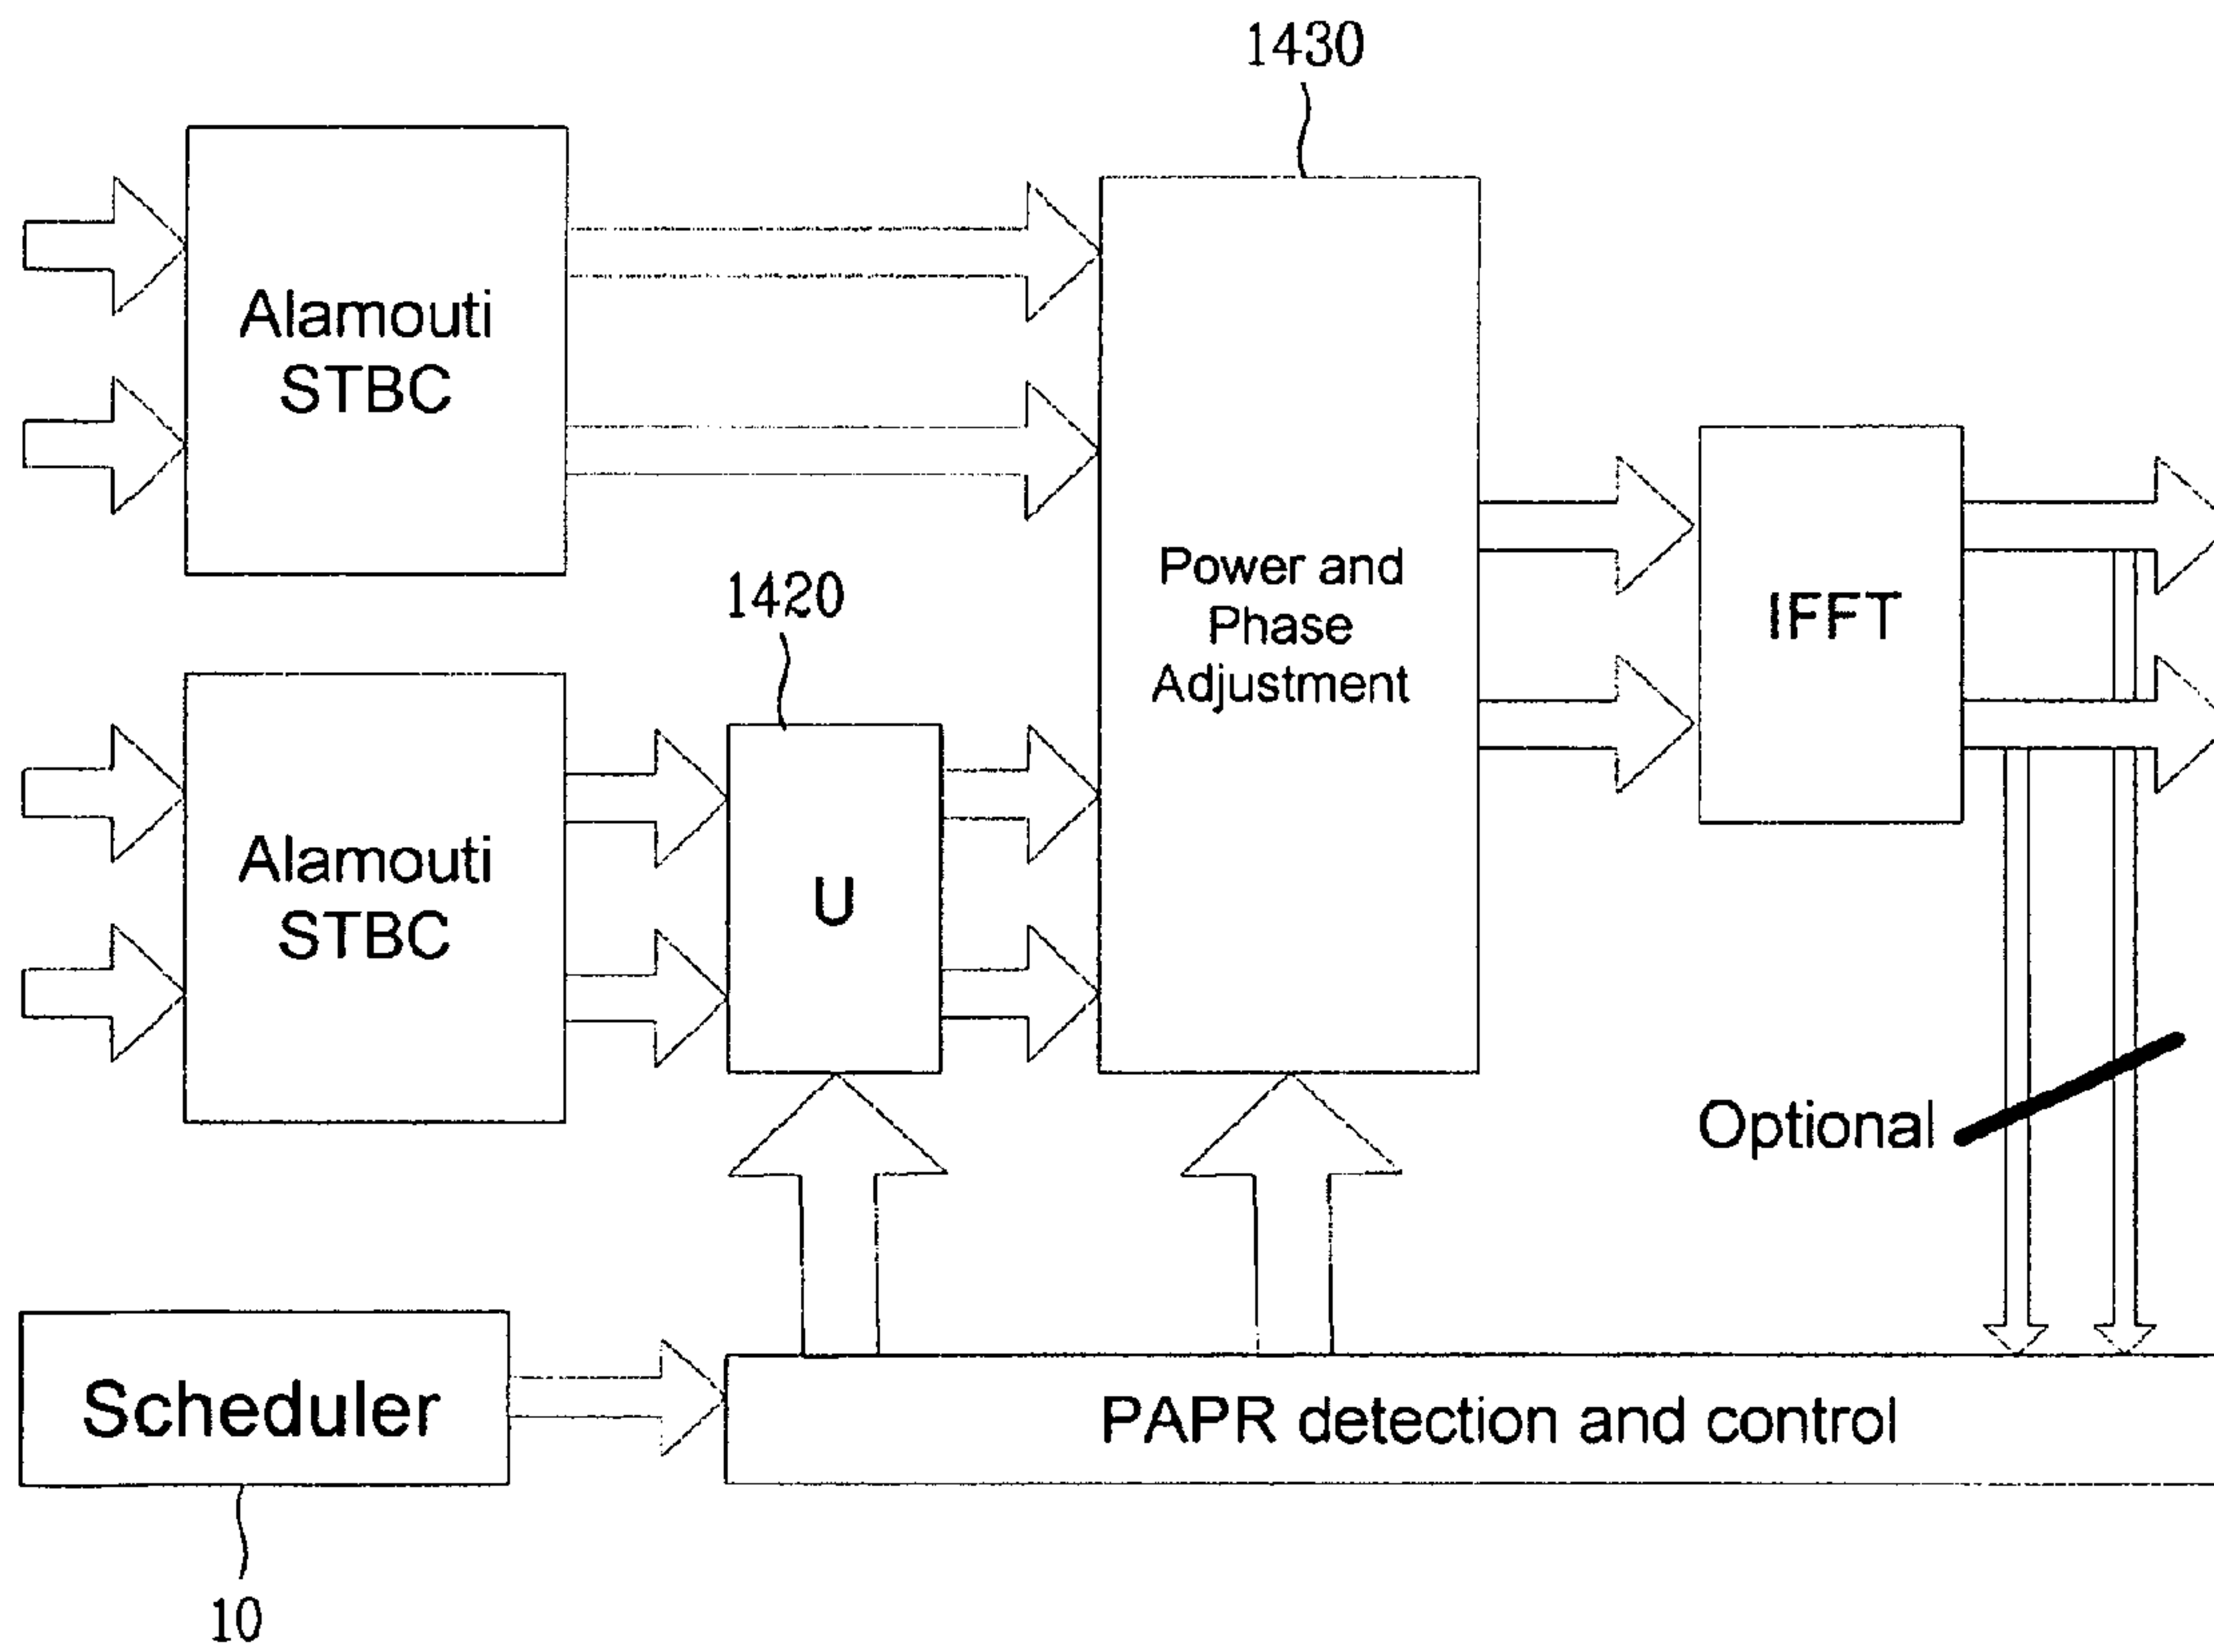 1430
Alamouti
STBC
1420
Power and
Phase
Adjustment
IFFT
Alamouti
STBC
U
Optional
Scheduler
PAPR detection and control
10